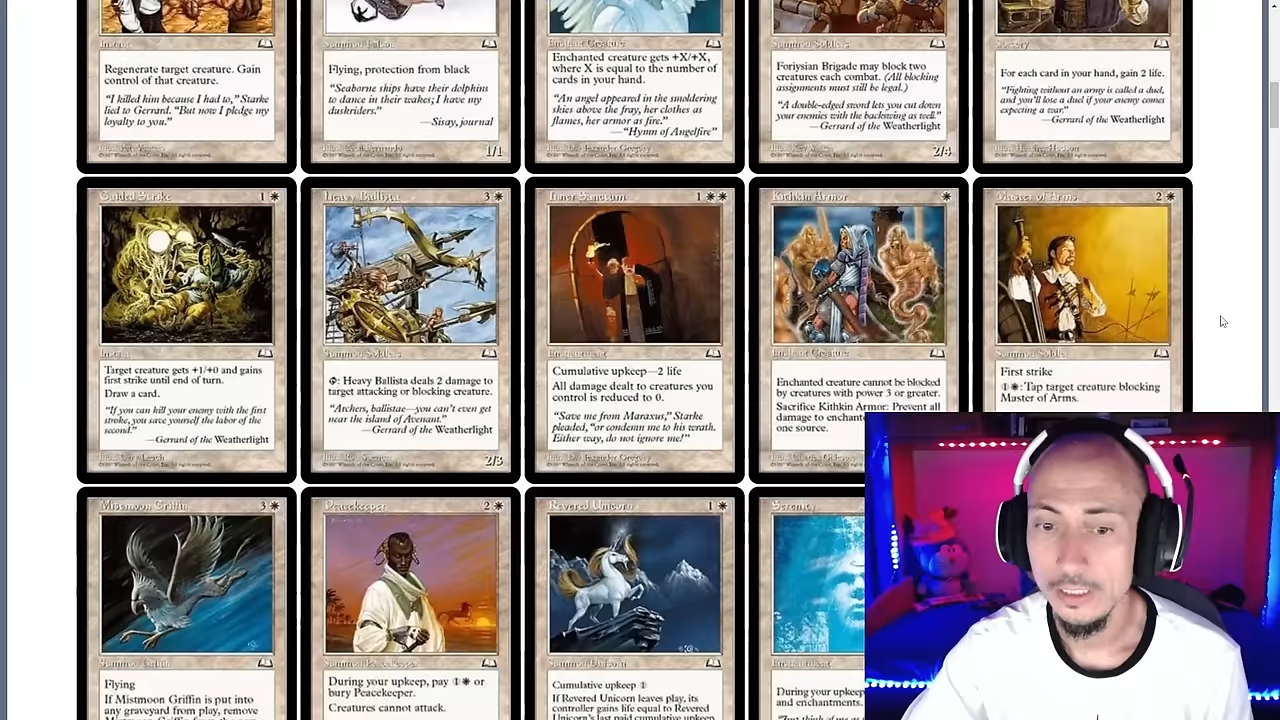 Instant
Regenerate target creature. Gain
control of that creature.
"I killed him because I had to," Starke
lied to Gerrard. "But now I pledge my
loyalty to you."
Flying, protection from black
"Seaborne ships have their dolphins
to dance in their wakes; I have my
duskriders."
—Sisay, journal
1/1
Enchant Creature
Enchanted creature gets +X/+X,
where X is equal to the number of
cards in your hand.
"An angel appeared in the smoldering
skies above the fray, her clothes as
flames, her armor as fire."
—"Hymn of Angelfire"
Summon Soldiers
Foriysian Brigade may block two
creatures each combat. (All blocking
assignments must still be legal.)
"A double-edged sword lets you cut down
your enemies with the backswing as well."
—Gerrard of the Weatherlight
2/4
Sorcery
For each card in your hand, gain 2 life.
"Fighting without an army is called a duel,
and you'll lose a duel if your enemy comes
expecting a war."
—Gerrard of the Weatherlight
Guided Strike 1
Instant
Target creature gets +1/+0 and gains
first strike until end of turn.
Draw a card.
"If you can kill your enemy with the first
stroke, you save yourself the labor of the
second."
—Gerrard of the Weatherlight
Heavy Ballista 3
Summon Soldiers
: Heavy Ballista deals 2 damage to
target attacking or blocking creature.
"Archers, ballistae—you can't even get
near the island of Avenant."
—Gerrard of the Weatherlight
2/3
Inner Sanctum 1
Enchantment
Cumulative upkeep—2 life
All damage dealt to creatures you
control is reduced to 0.
"Save me from Maraxus," Starke
pleaded, "or condemn me to his wrath.
Either way, do not ignore me!"
Kithkin Armor
Enchant Creature
Enchanted creature cannot be blocked
by creatures with power 3 or greater.
Sacrifice Kithkin Armor: Prevent all
damage to enchant
one source.
Master of Arms 2
Summon Soldier
First strike
1 : Tap target creature blocking
Master of Arms.
Mistmoon Griffin 3
Summon Griffin
Flying
If Mistmoon Griffin is put into
any graveyard from play, remove
Peacekeeper 2
Summon Peacekeeper
During your upkeep, pay 1 or
bury Peacekeeper.
Creatures cannot attack.
Revered Unicorn 1
Summon Unicorn
Cumulative upkeep 1
If Revered Unicorn leaves play, its
controller gains life equal to Revered
Unicorn's last paid cumulative upkeep.
Serenity
Enchantment
During your upkeep
and enchantments.